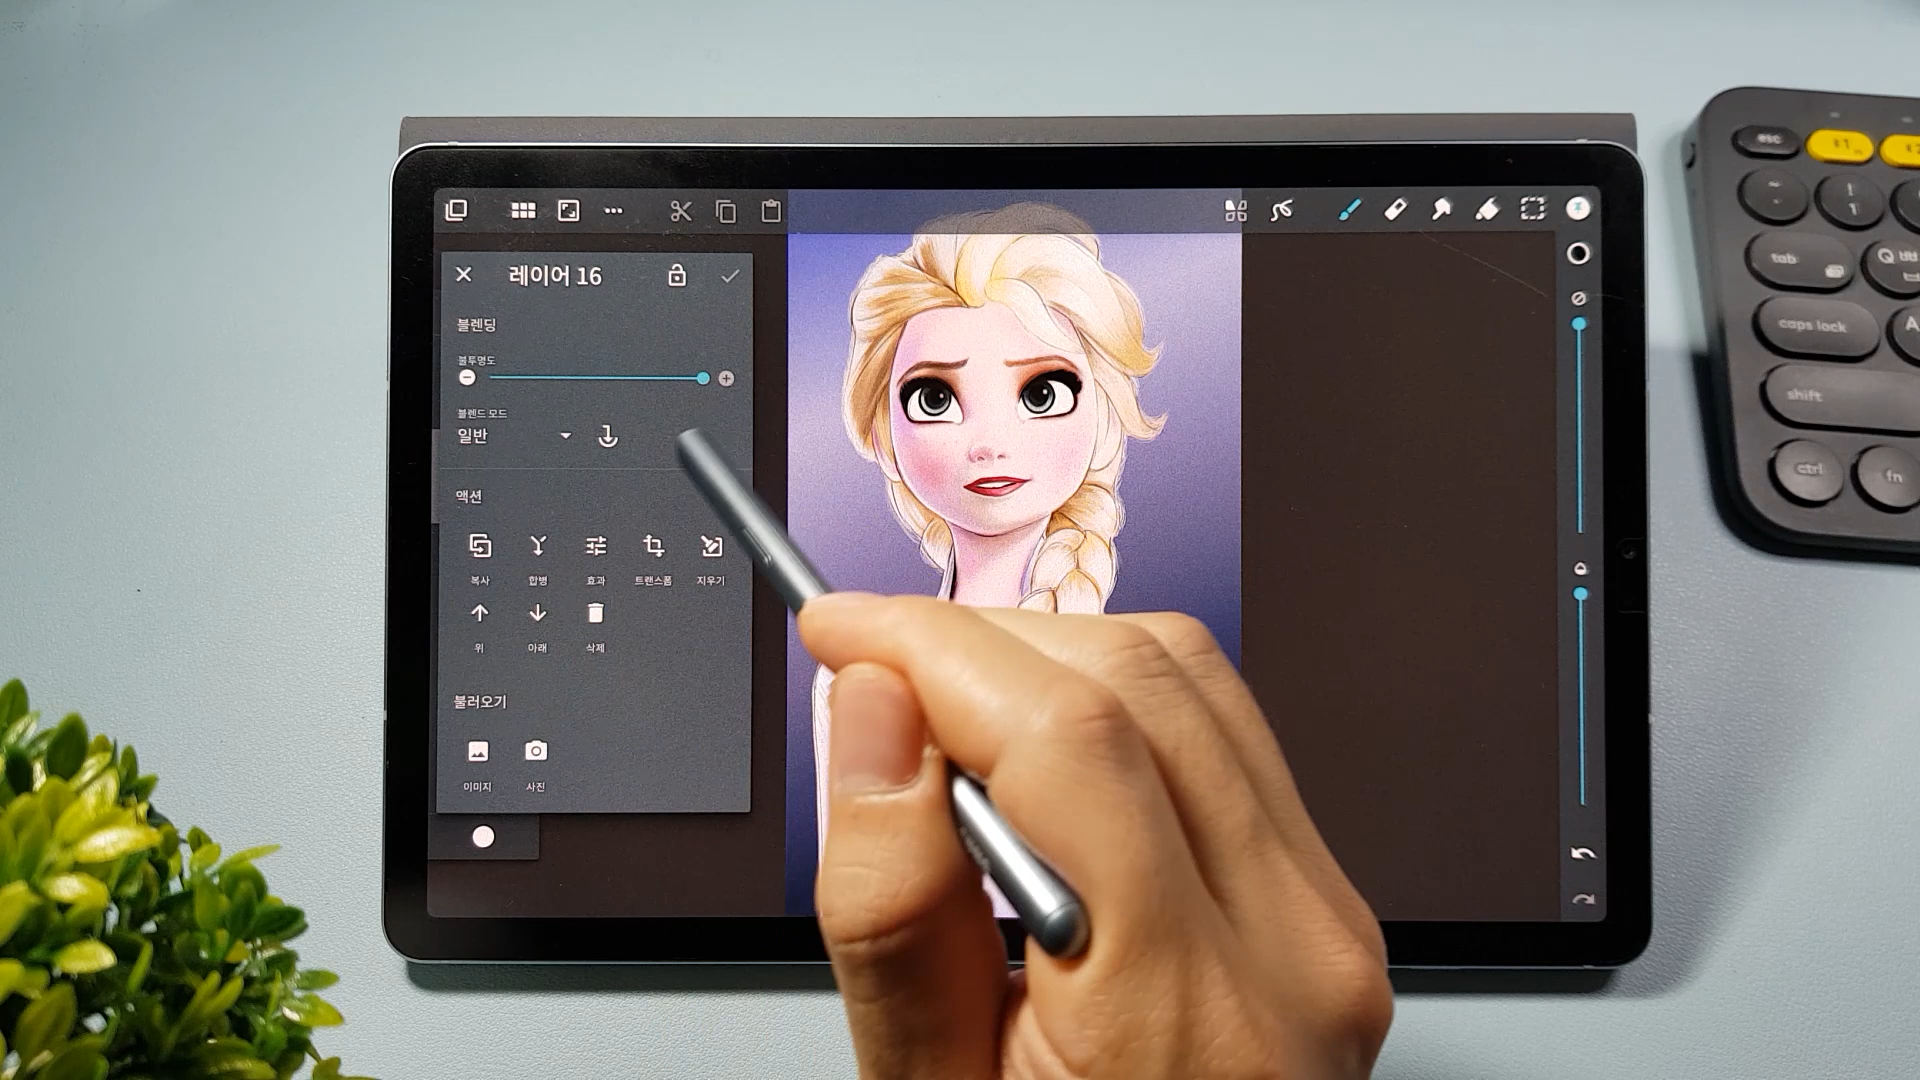 레이어 16
블렌딩
불투명도
블렌드 모드
일반
액션
복사 합병 효과 트랜스폼 지우기
위 아래 삭제
불러오기
이미지 사진
esc
tab
caps lock
shift
ctrl fn